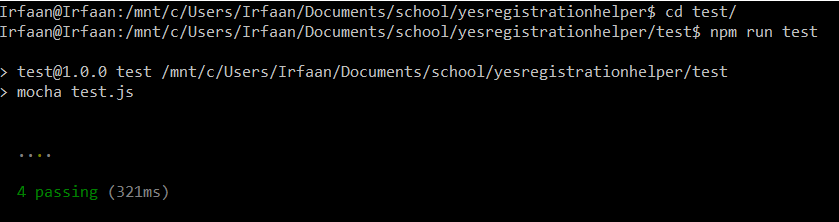 Irfaan@Irfaan:/mnt/c/Users/Irfaan/Documents/school/yesregistrationhelper$ cd test/
Irfaan@Irfaan:/mnt/c/Users/Irfaan/Documents/school/yesregistrationhelper/test$ npm run test
> test@1.0.0 test /mnt/c/Users/Irfaan/Documents/school/yesregistrationhelper/test
> mocha test.js
....
4 passing (321ms)